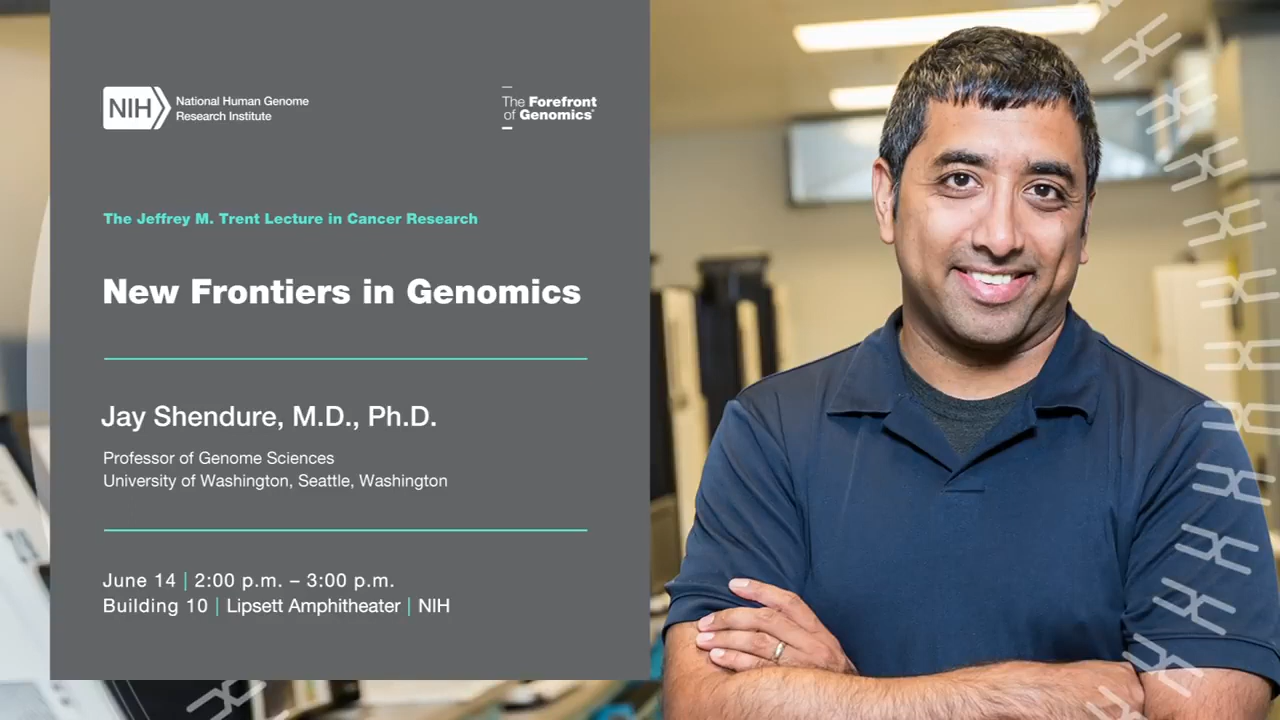 NIH National Human Genome
Research Institute
The Forefront
of Genomics®
The Jeffrey M. Trent Lecture in Cancer Research
New Frontiers in Genomics
Jay Shendure, M.D., Ph.D.
Professor of Genome Sciences
University of Washington, Seattle, Washington
June 14 | 2:00 p.m. – 3:00 p.m.
Building 10 | Lipsett Amphitheater | NIH